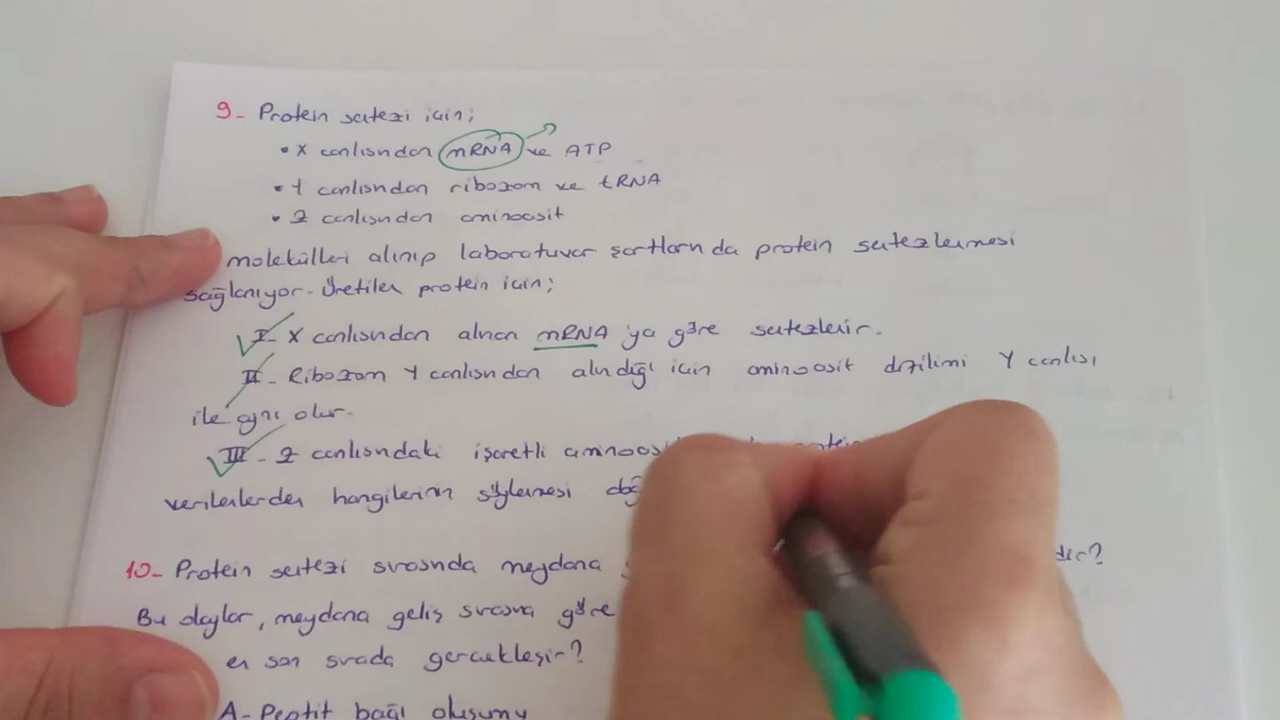 9- Protein sentezi için;
• X canlısından mRNA ve ATP
• Y canlısından ribozom ve tRNA
• Z canlısından aminoasit
molekülleri alınıp laboratuvar şartlarında protein sentezlenmesi
sağlanıyor. Üretilen protein için;
I- X canlısından alınan mRNA ya göre sentezlenir.
II- Ribozom Y canlısından alındığı için aminoasit dizilimi Y canlısı
ile aynı olur.
III- Z canlısındaki işaretli
verilenlerden hangilerinin söylenmesi
10- Protein sentezi sırasında meydana
Bu olaylar, meydana geliş sırasına göre
en son sırada gerçekleşir?
A- Peptit bağı oluşumu